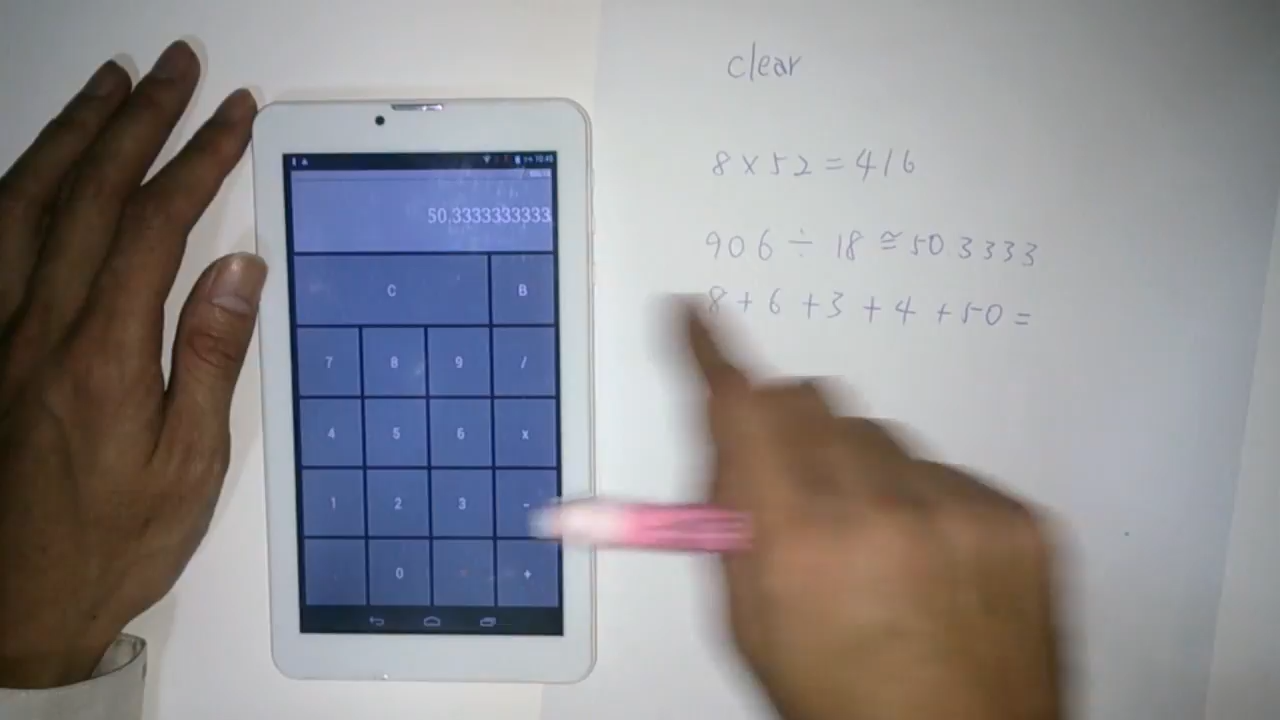 clear
8 x 52 = 416
906 ÷ 18 ≅ 50 3333
8 + 6 + 3 + 4 + 50 =
50.3333333333
C B
7 8 9 /
4 5 6 x
1 2 3 -
0 +